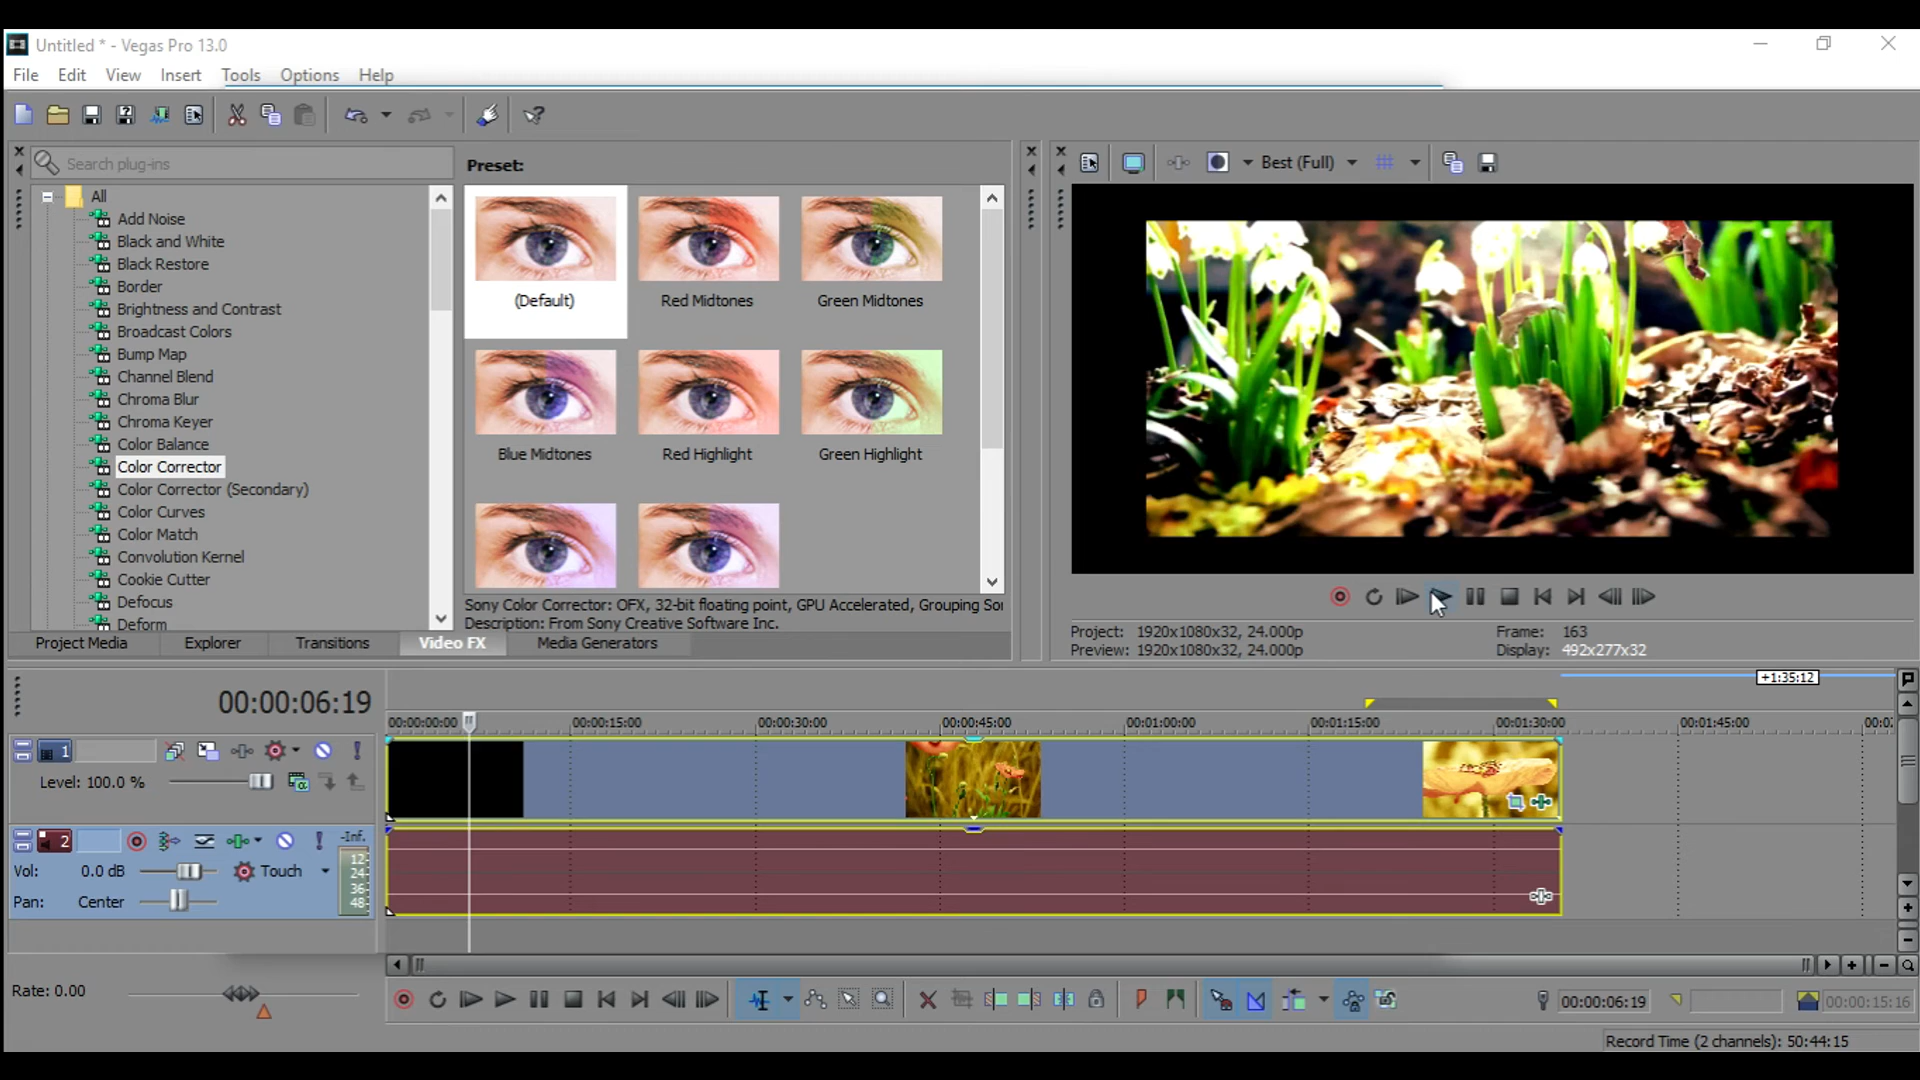 Untitled * - Vegas Pro 13.0
File Edit View Insert Tools Options Help
Search plug-ins
Preset:
Best (Full)
All
Add Noise
Black and White
Black Restore
Border
Brightness and Contrast
Broadcast Colors
Bump Map
Channel Blend
Chroma Blur
Chroma Keyer
Color Balance
Color Corrector
Color Corrector (Secondary)
Color Curves
Color Match
Convolution Kernel
Cookie Cutter
Defocus
Deform
(Default) Red Midtones Green Midtones
Blue Midtones Red Highlight Green Highlight
Sony Color Corrector: OFX, 32-bit floating point, GPU Accelerated, Grouping
Description: From Sony Creative Software Inc.
Project Media Explorer Transitions Video FX Media Generators
Project: 1920x1080x32, 24.000p Frame: 163
Preview: 1920x1080x32, 24.000p Display: 492x277x32
+1:35:12
00:00:06:19
00:00:00:00 00:00:15:00 00:00:30:00 00:00:45:00 00:01:00:00 00:01:15:00 00:01:30:00 00:01:45:00
1
Level: 100.0 %
2 -Inf.
Vol: 0.0 dB Touch
Pan: Center
12
24
36
48
Rate: 0.00
00:00:06:19 00:00:15:16
Record Time (2 channels): 50:44:15